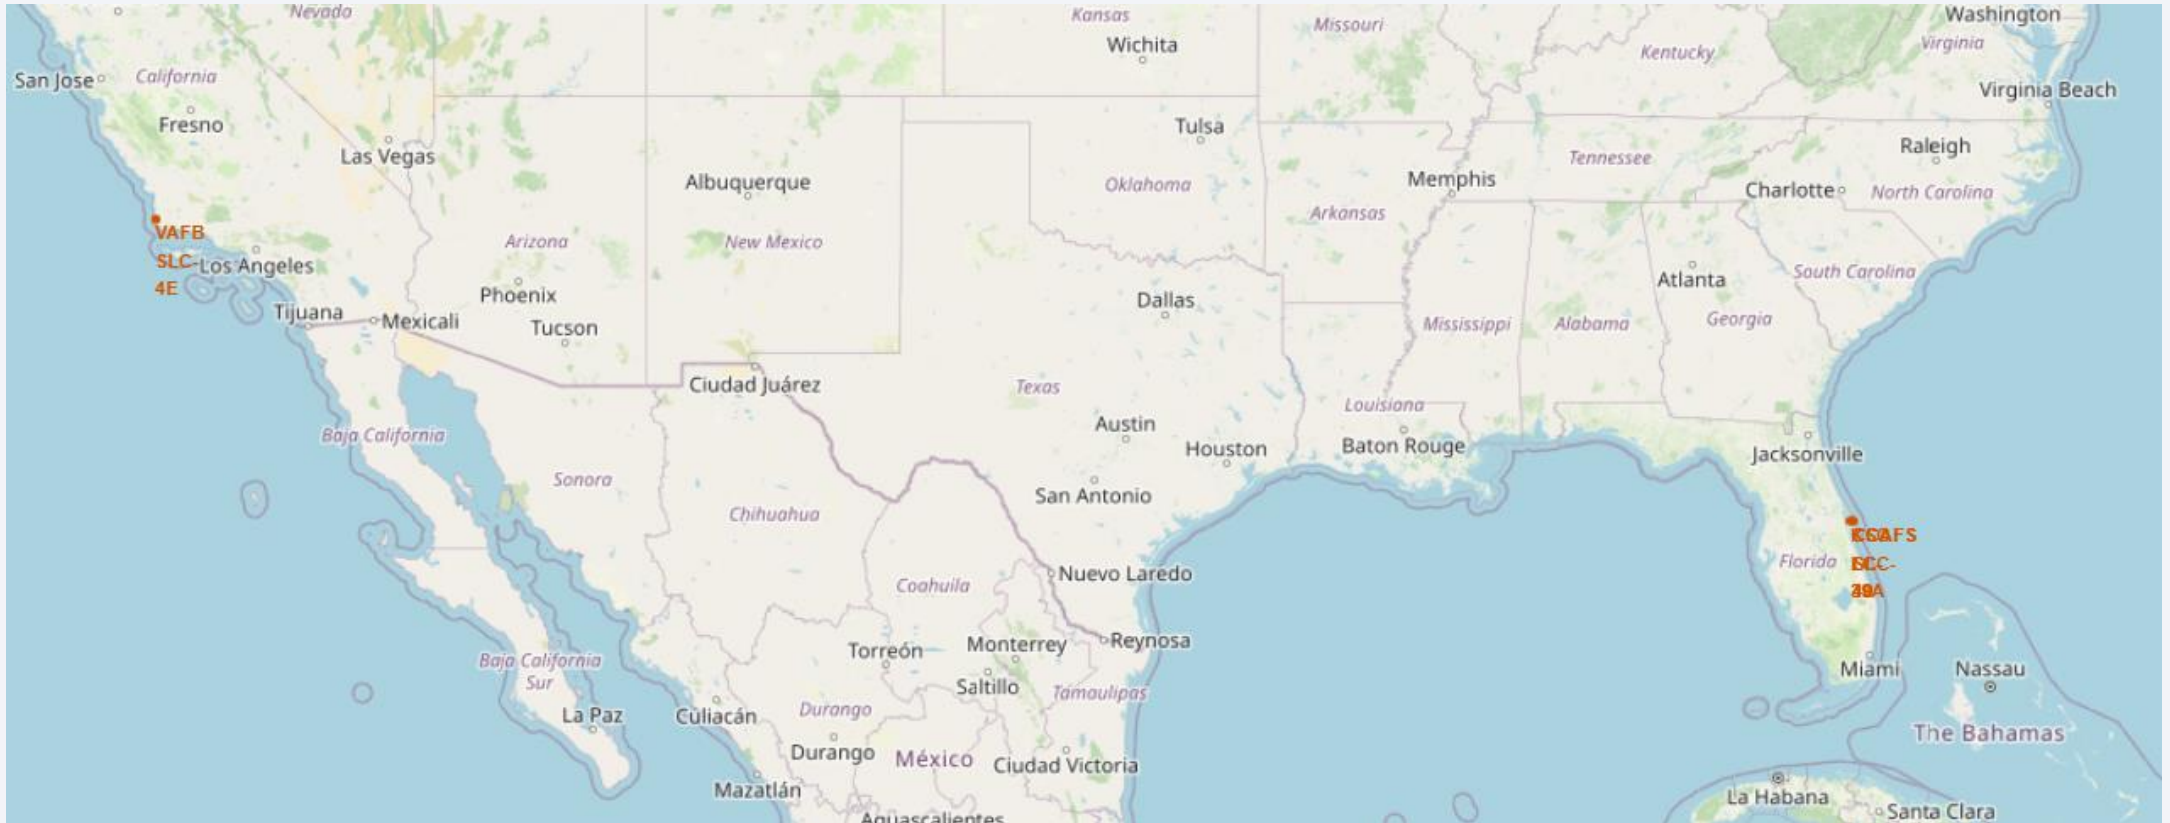 Nevada
Kansas
Missouri
Washington
Wichita
Kentucky
Virginia
San Jose
California
Virginia Beach
Fresno
Tulsa
Las Vegas
Tennessee
Raleigh
Albuquerque
Oklahoma
Memphis
Charlotte
North Carolina
Arkansas
VAFB
SLC-
4E
Los Angeles
Arizona
New Mexico
Atlanta
South Carolina
Phoenix
Dallas
Tijuana
Mexicali
Tucson
Mississippi
Alabama
Georgia
Ciudad Juárez
Texas
Louisiana
Baja California
Austin
Houston
Baton Rouge
Jacksonville
Sonora
San Antonio
Chihuahua
Florida
Nuevo Laredo
Coahuila
Torreón
Monterrey
Reynosa
Baja California
Sur
Saltillo
Tamaulipas
Miami
Nassau
La Paz
Culiacán
Durango
Durango
México
Ciudad Victoria
The Bahamas
Mazatlán
La Habana
Santa Clara
Aguascalientes